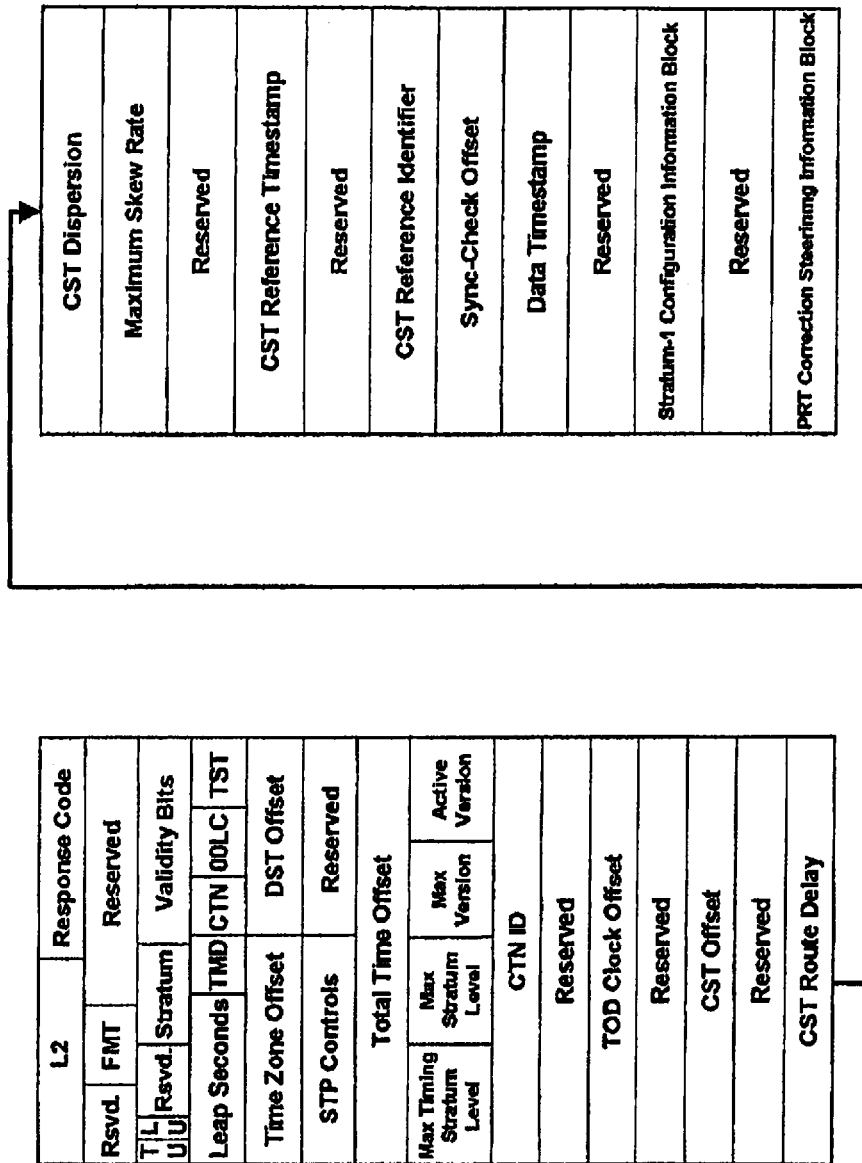 L2 Response Code
Rsvd. FMT Reserved
T L Rsvd. Stratum Validity Bits
U U
Leap Seconds TMD CTN 00LC TST
Time Zone Offset DST Offset
STP Controls Reserved
Total Time Offset
Max Timing Stratum Level
Max Stratum Level
Max Version
Active Version
CTN ID
Reserved
TOD Clock Offset
Reserved
CST Offset
Reserved
CST Route Delay
CST Dispersion
Maximum Skew Rate
Reserved
CST Reference Timestamp
Reserved
CST Reference Identifier
Sync-Check Offset
Data Timestamp
Reserved
Stratum-1 Configuration Information Block
Reserved
PRT Correction Steerinmg Information Block